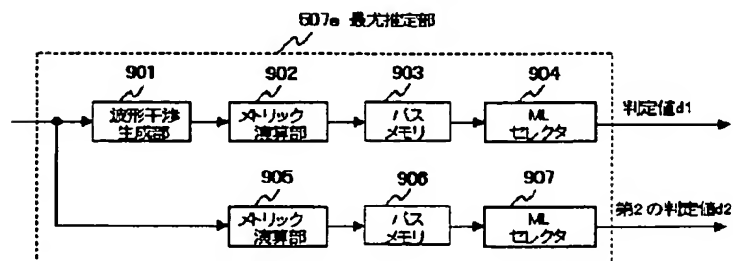 507a 最尤推定部
901
902
903
904
波形干渉
生成部
メトリック
演算部
パス
メモリ
ML
セレクタ
判定値d1
905
906
907
メトリック
演算部
パス
メモリ
ML
セレクタ
第2の判定値d2